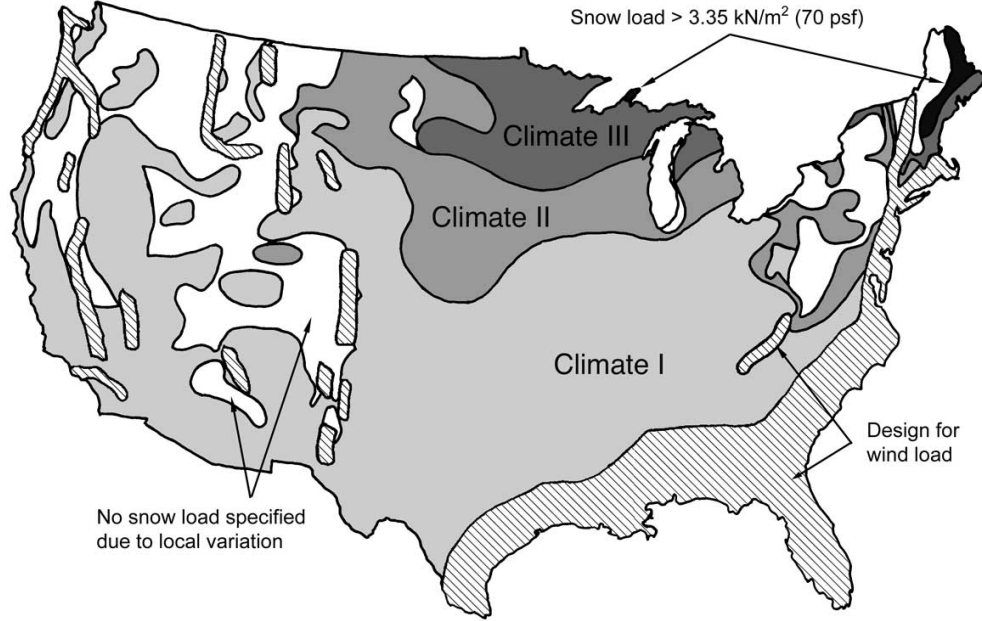 Snow load > 3.35 kN/m² (70 psf)
Climate III
Climate II
Climate I
Design for
wind load
No snow load specified
due to local variation